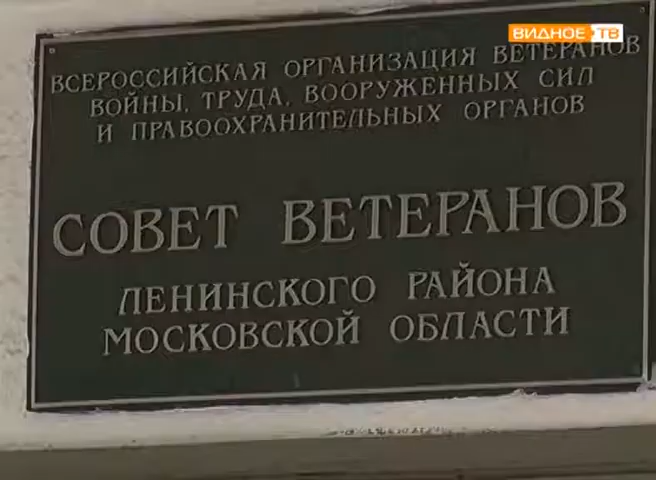 ВИДНОЕ ТВ
ВСЕРОССИЙСКАЯ ОРГАНИЗАЦИЯ ВЕТЕРАНОВ
ВОЙНЫ, ТРУДА, ВООРУЖЕННЫХ СИЛ
И ПРАВООХРАНИТЕЛЬНЫХ ОРГАНОВ
СОВЕТ ВЕТЕРАНОВ
ЛЕНИНСКОГО РАЙОНА
МОСКОВСКОЙ ОБЛАСТИ